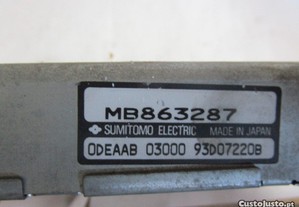 MB863287
SUMITOMO ELECTRIC MADE IN JAPAN
0DEAAB 03000 93D07220B
CustoJusto.pt